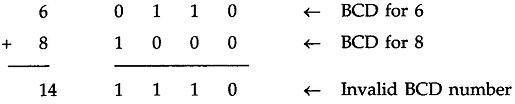 6 0 1 1 0 ← BCD for 6
+ 8 1 0 0 0 ← BCD for 8
14 1 1 1 0 ← Invalid BCD number